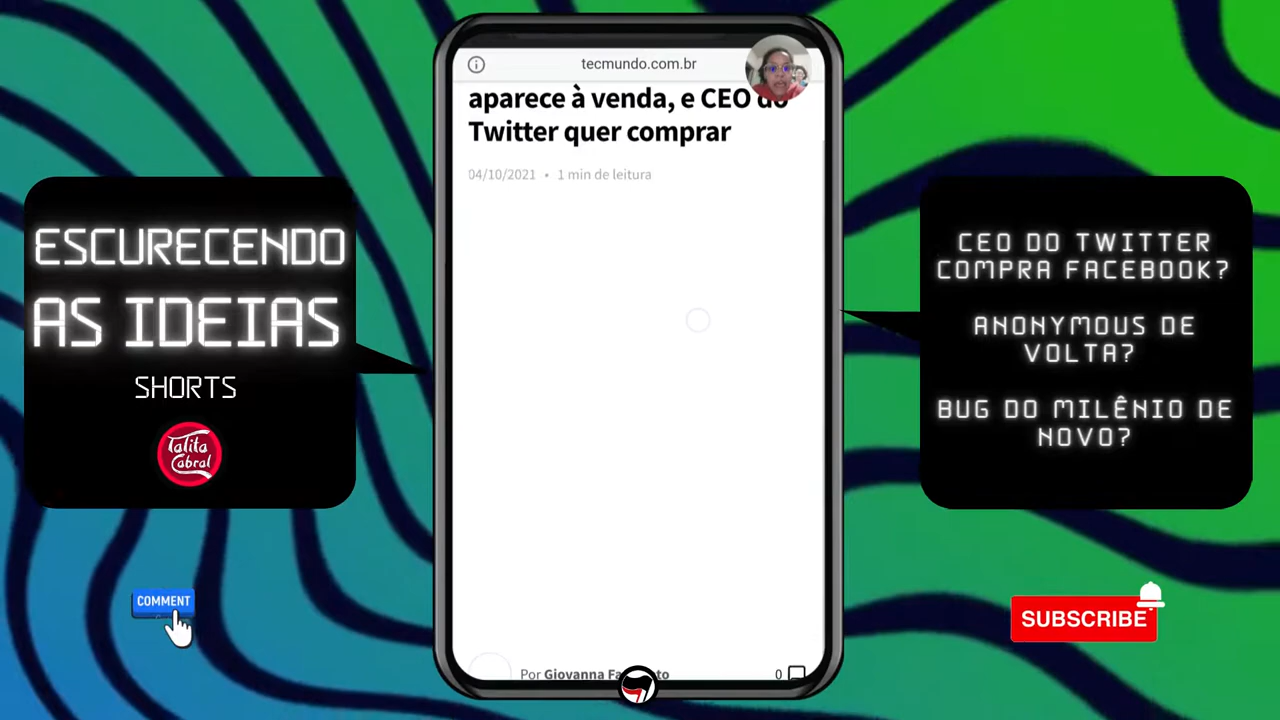 ESCURECENDO
AS IDEIAS
SHORTS
Talita
Cabral
COMMENT
tecmundo.com.br
aparece à venda, e CEO do
Twitter quer comprar
04/10/2021 • 1 min de leitura
Por Giovanna
0
CEO DO TWITTER
COMPRA FACEBOOK?
ANONYMOUS DE
VOLTA?
BUG DO MILÊNIO DE
NOVO?
SUBSCRIBE